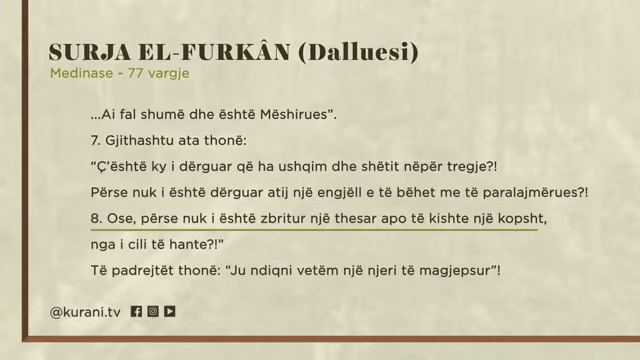 SURJA EL-FURKÂN (Dalluesi)
Medinase - 77 vargje
...Ai fal shumë dhe është Mëshirues”.
7. Gjithashtu ata thonë:
“Ç’është ky i dërguar që ha ushqim dhe shëtit nëpër tregje?!
Përse nuk i është dërguar atij një engjëll e të bëhet me të paralajmërues?!
8. Ose, përse nuk i është zbritur një thesar apo të kishte një kopsht,
nga i cili të hante?!”
Të padrejtët thonë: “Ju ndiqni vetëm një njeri të magjepsur”!
@kurani.tv